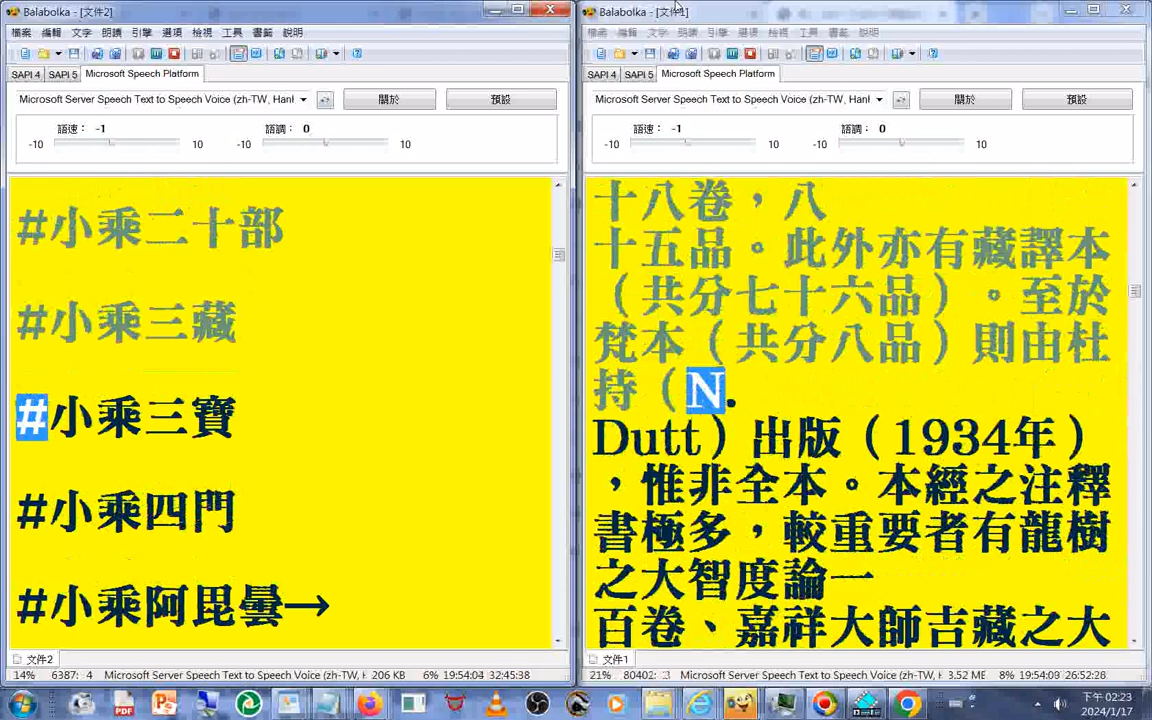 Balabolka - [文件2]
檔案 編輯 文字 朗讀 引擎 選項 檢視 工具 書籤 說明
SAPI 4 SAPI 5 Microsoft Speech Platform
Microsoft Server Speech Text to Speech Voice (zh-TW, Han
關於 預設
語速： -1 語調： 0
-10 10 -10 10
#小乘二十部
#小乘三藏
#小乘三寶
#小乘四門
#小乘阿毘曇→
文件2
14% 6387: 4 Microsoft Server Speech Text to Speech Voice (zh-TW, H 206 KB 6% 19:54:04 32:45:38
Balabolka - [文件1]
檔案 編輯 文字 朗讀 引擎 選項 檢視 工具 書籤 說明
SAPI 4 SAPI 5 Microsoft Speech Platform
Microsoft Server Speech Text to Speech Voice (zh-TW, Han
關於 預設
語速： -1 語調： 0
-10 10 -10 10
十八卷，八
十五品。此外亦有藏譯本
（共分七十六品）。至於
梵本（共分八品）則由杜
持（N.
Dutt）出版（1934年）
，惟非全本。本經之注釋
書極多，較重要者有龍樹
之大智度論一
百卷、嘉祥大師吉藏之大
文件1
21% 80402: Microsoft Server Speech Text to Speech Voice (zh-TW, H 3.52 ME 8% 19:54:09 26:52:28
下午 02:23
2024/1/17